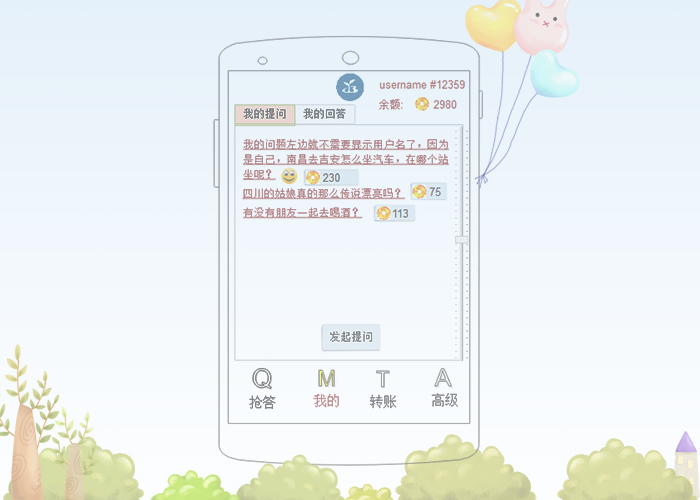 username #12359
余额: 2980
我的提问 我的回答
我的问题左边就不需要显示用户名了，因为
是自己，南昌去吉安怎么坐汽车，在哪个站
坐呢？ 230
四川的姑娘真的那么传说漂亮吗？ 75
有没有朋友一起去喝酒？ 113
发起提问
Q M T A
抢答 我的 转账 高级